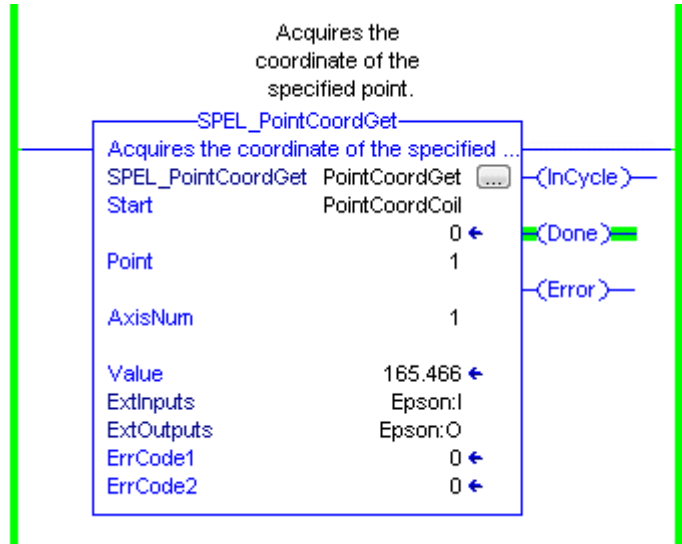 Acquires the
coordinate of the
specified point.
SPEL_PointCoordGet
Acquires the coordinate of the specified ...
SPEL_PointCoordGet PointCoordGet ... (InCycle)
Start PointCoordCoil
0 (Done)
Point 1
(Error)
AxisNum 1
Value 165.466
ExtInputs Epson:I
ExtOutputs Epson:O
ErrCode1 0
ErrCode2 0